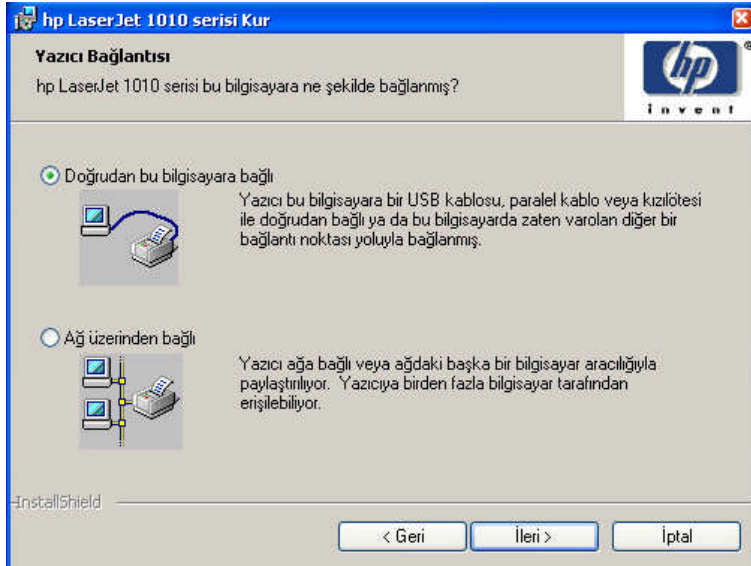 hp LaserJet 1010 serisi Kur
Yazıcı Bağlantısı
hp LaserJet 1010 serisi bu bilgisayara ne şekilde bağlanmış?
hp
®
invent
Doğrudan bu bilgisayara bağlı
Yazıcı bu bilgisayara bir USB kablosu, paralel kablo veya kızılötesi
ile doğrudan bağlı ya da bu bilgisayarda zaten varolan diğer bir
bağlantı noktası yoluyla bağlanmış.
Ağ üzerinden bağlı
Yazıcı ağa bağlı veya ağdaki başka bir bilgisayar aracılığıyla
paylaştırılıyor. Yazıcıya birden fazla bilgisayar tarafından
erişilebiliyor.
InstallShield
< Geri
İleri >
İptal